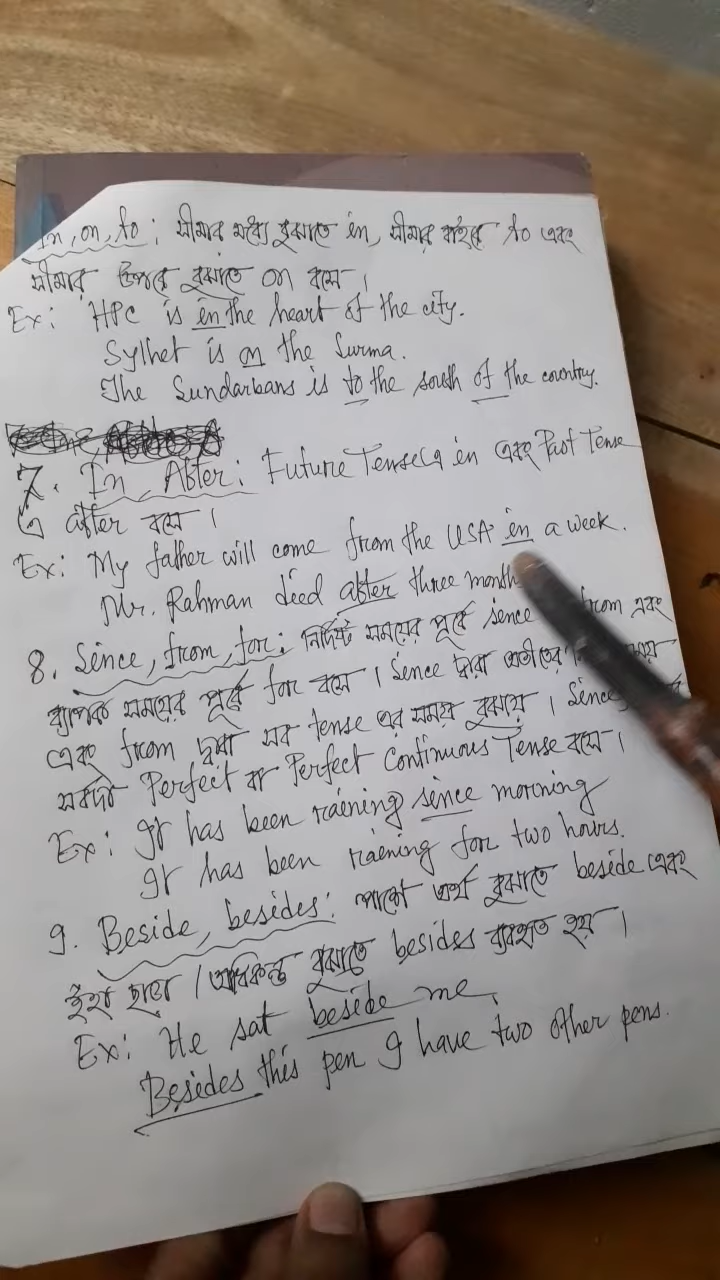 In, on, to : সীমার মধ্যে বুঝাতে in, সীমার বাইরে to এবং
সীমার উপরে বুঝাতে on বসে ।
Ex: HPC is in the heart of the city.
Sylhet is on the Surma.
The Sundarbans is to the south of the country.
7. In, After: Future Tense এ in এবং Past Tense
এ after বসে ।
Ex: My father will come from the USA in a week.
Mr. Rahman died after three month
8. Since, from, for: নির্দিষ্ট সময়ের পূর্বে since from এবং
ব্যাপক সময়ের পূর্বে for বসে । Since দ্বারা অতীতের
এবং from দ্বারা সব tense এর সময় বুঝায় । Since
সর্বদা Perfect বা Perfect Continuous Tense বসে ।
Ex: It has been raining since morning
It has been raining for two hours.
9. Beside, besides: পাশে অর্থ বুঝাতে beside এবং
ইহা ছাড়া / অধিকন্তু বুঝাতে besides ব্যবহৃত হয় ।
Ex: He sat beside me.
Besides this pen I have two other pens.